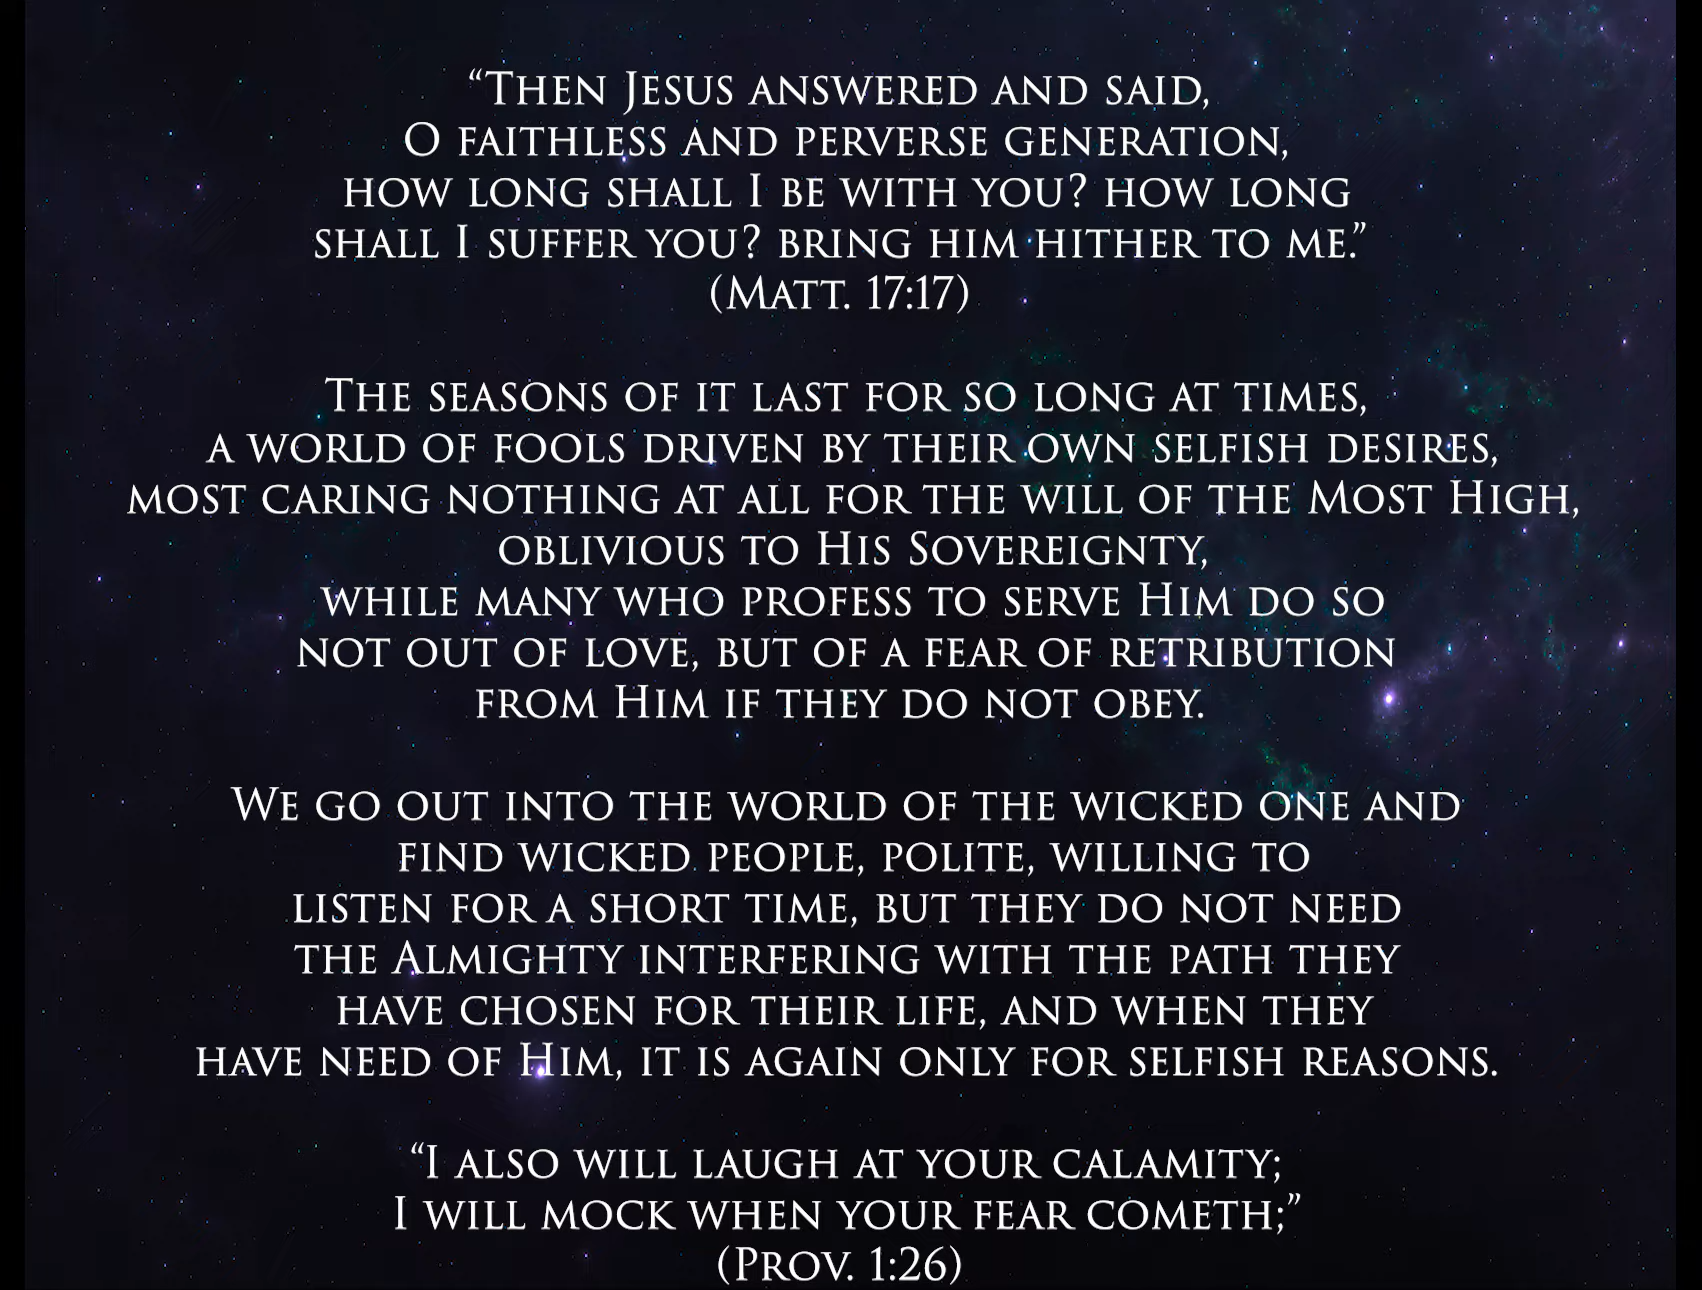 “Then Jesus answered and said,
O faithless and perverse generation,
how long shall I be with you? how long
shall I suffer you? bring him hither to me.”
(Matt. 17:17)
The seasons of it last for so long at times,
a world of fools driven by their own selfish desires,
most caring nothing at all for the will of the Most High,
oblivious to His Sovereignty,
while many who profess to serve Him do so
not out of love, but of a fear of retribution
from Him if they do not obey.
We go out into the world of the wicked one and
find wicked people, polite, willing to
listen for a short time, but they do not need
the Almighty interfering with the path they
have chosen for their life, and when they
have need of Him, it is again only for selfish reasons.
“I also will laugh at your calamity;
I will mock when your fear cometh;”
(Prov. 1:26)